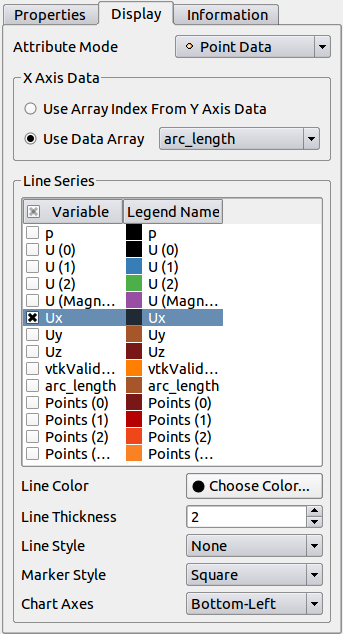 Properties Display Information
Attribute Mode Point Data
X Axis Data
Use Array Index From Y Axis Data
Use Data Array arc_length
Line Series
Variable Legend Name
p p
U (0) U (0)
U (1) U (1)
U (2) U (2)
U (Magn... U (Magn...
Ux Ux
Uy Uy
Uz Uz
vtkValid... vtkValid...
arc_length arc_length
Points (0) Points (0)
Points (1) Points (1)
Points (2) Points (2)
Points (... Points (...
Line Color Choose Color...
Line Thickness 2
Line Style None
Marker Style Square
Chart Axes Bottom-Left